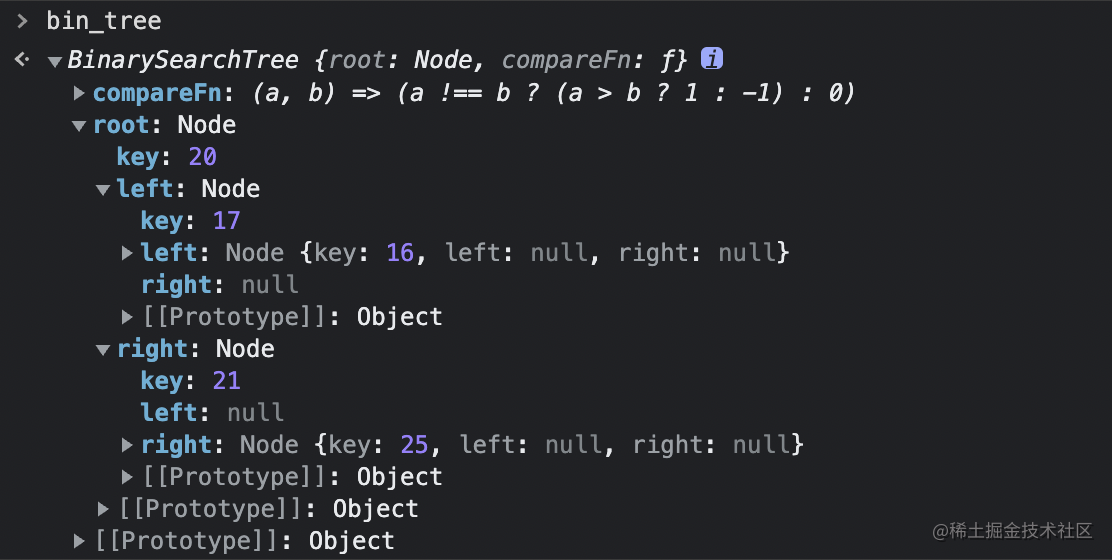 > bin_tree
<· ▼BinarySearchTree {root: Node, compareFn: ƒ} i
▶compareFn: (a, b) => (a !== b ? (a > b ? 1 : -1) : 0)
▼root: Node
key: 20
▼left: Node
key: 17
▶left: Node {key: 16, left: null, right: null}
right: null
▶[[Prototype]]: Object
▼right: Node
key: 21
left: null
▶right: Node {key: 25, left: null, right: null}
▶[[Prototype]]: Object
▶[[Prototype]]: Object
▶[[Prototype]]: Object
@稀土掘金技术社区